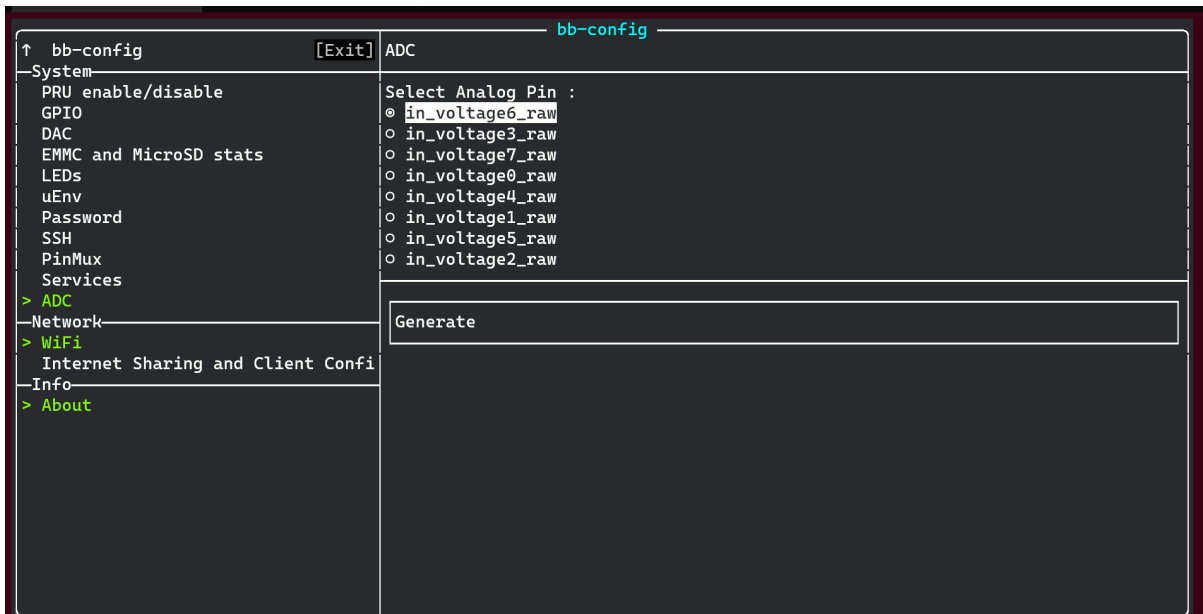 bb-config
↑ bb-config [Exit]
System
PRU enable/disable
GPIO
DAC
EMMC and MicroSD stats
LEDs
uEnv
Password
SSH
PinMux
Services
> ADC
Network
> WiFi
Internet Sharing and Client Confi
Info
> About
ADC
Select Analog Pin :
◉ in_voltage6_raw
○ in_voltage3_raw
○ in_voltage7_raw
○ in_voltage0_raw
○ in_voltage4_raw
○ in_voltage1_raw
○ in_voltage5_raw
○ in_voltage2_raw
Generate